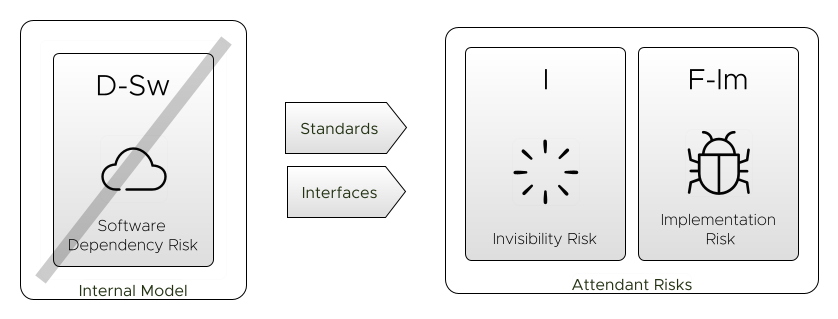 D-Sw
Software
Dependency Risk
Internal Model
Standards
Interfaces
I
Invisibility Risk
F-Im
Implementation
Risk
Attendant Risks